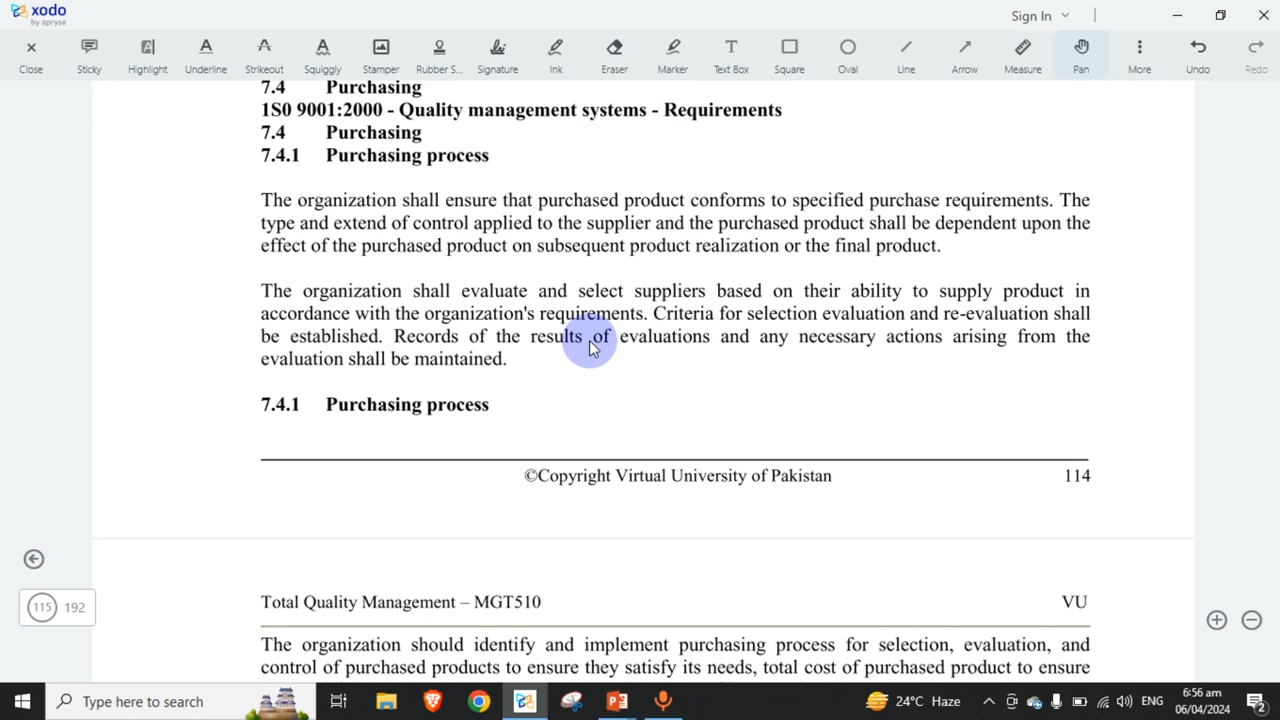 xodo
by apryse
Sign In
Close Sticky Highlight Underline Strikeout Squiggly Stamper Rubber S... Signature Ink Eraser Marker Text Box Square Oval Line Arrow Measure Pan More Undo Redo
7.4 Purchasing
1S0 9001:2000 - Quality management systems - Requirements
7.4 Purchasing
7.4.1 Purchasing process
The organization shall ensure that purchased product conforms to specified purchase requirements. The
type and extend of control applied to the supplier and the purchased product shall be dependent upon the
effect of the purchased product on subsequent product realization or the final product.
The organization shall evaluate and select suppliers based on their ability to supply product in
accordance with the organization's requirements. Criteria for selection evaluation and re-evaluation shall
be established. Records of the results of evaluations and any necessary actions arising from the
evaluation shall be maintained.
7.4.1 Purchasing process
©Copyright Virtual University of Pakistan 114
115 192
Total Quality Management – MGT510 VU
The organization should identify and implement purchasing process for selection, evaluation, and
control of purchased products to ensure they satisfy its needs, total cost of purchased product to ensure
Type here to search
24°C Haze
ENG
6:56 am
06/04/2024
2